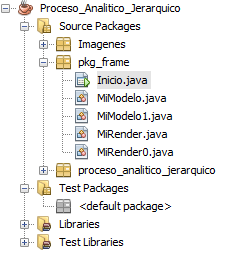 Proceso_Analitico_Jerarquico
Source Packages
Imagenes
pkg_frame
Inicio.java
MiModelo.java
MiModelo1.java
MiRender.java
MiRender0.java
proceso_analitico_jerarquico
Test Packages
<default package>
Libraries
Test Libraries